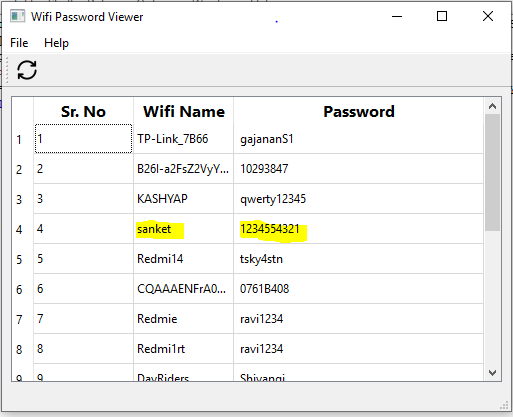 Wifi Password Viewer
File Help
Sr. No Wifi Name Password
1 1 TP-Link_7B66 gajananS1
2 2 B26I-a2FsZ2VyY... 10293847
3 3 KASHYAP qwerty12345
4 4 sanket 1234554321
5 5 Redmi14 tsky4stn
6 6 CQAAAENFrA0... 0761B408
7 7 Redmie ravi1234
8 8 Redmi1rt ravi1234
9 9 DayRiders Shivangi